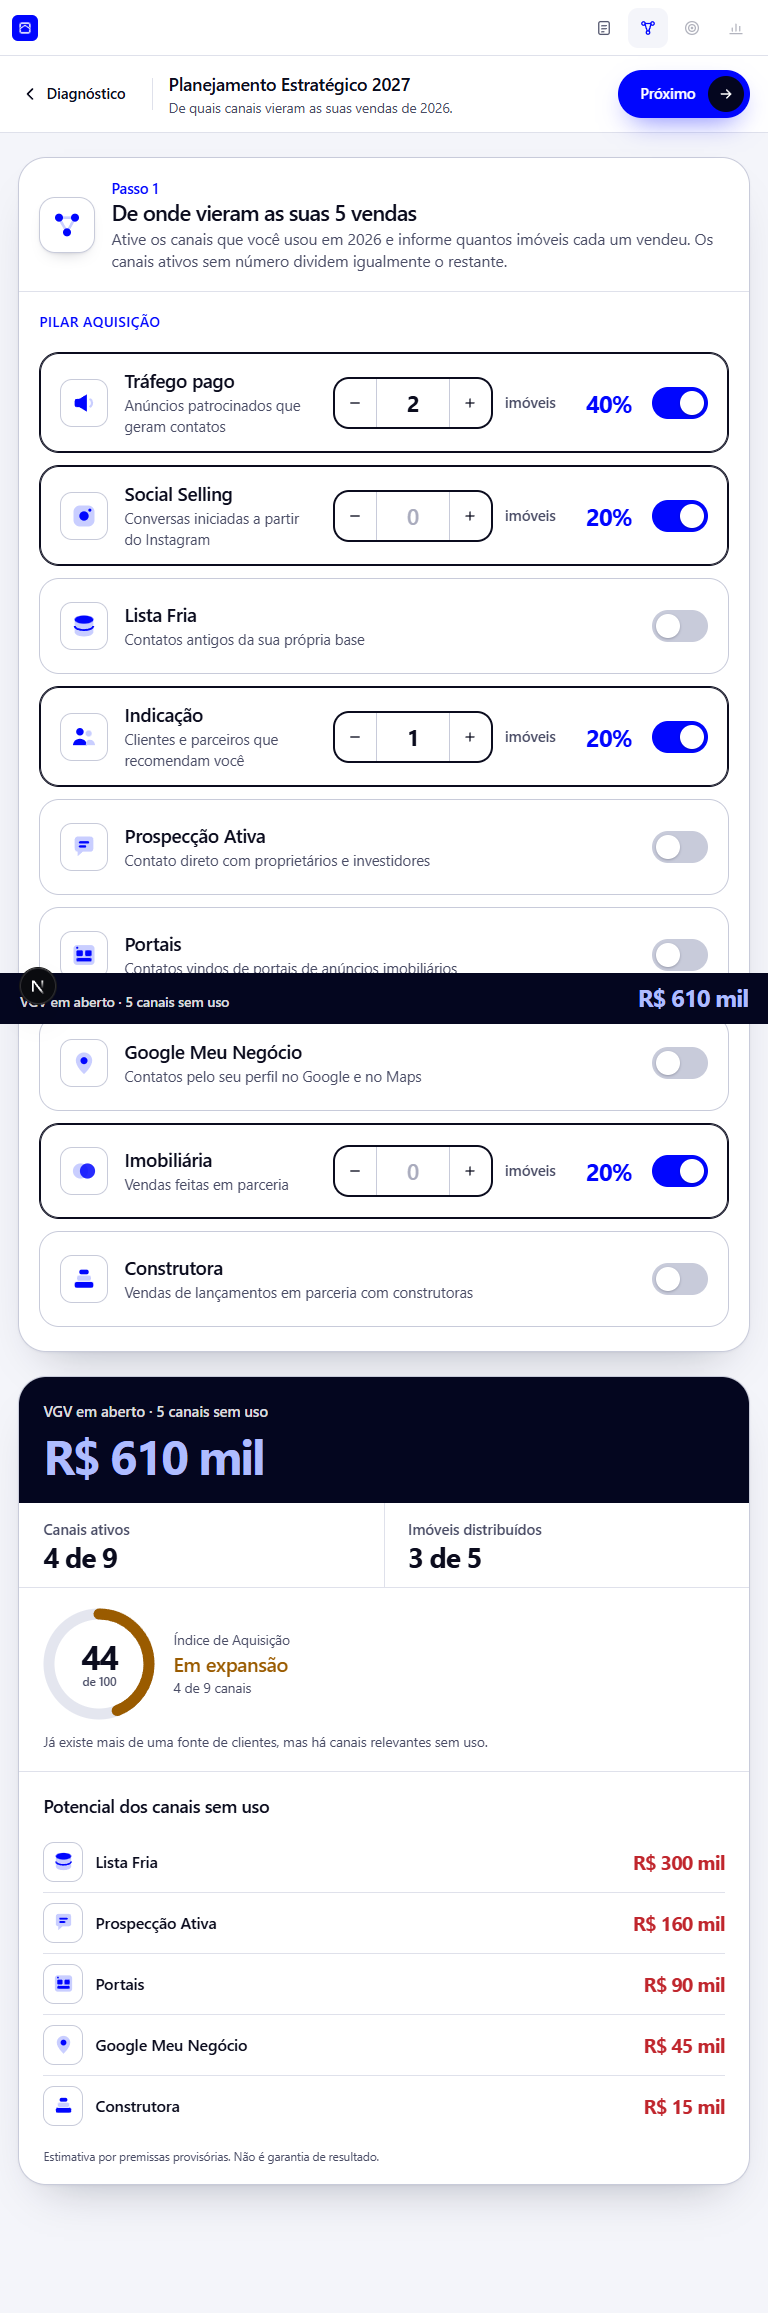 Diagnóstico
Planejamento Estratégico 2027
De quais canais vieram as suas vendas de 2026.
Próximo
Passo 1
De onde vieram as suas 5 vendas
Ative os canais que você usou em 2026 e informe quantos imóveis cada um vendeu. Os
canais ativos sem número dividem igualmente o restante.
PILAR AQUISIÇÃO
Tráfego pago
Anúncios patrocinados que
geram contatos
− 2 + imóveis 40%
Social Selling
Conversas iniciadas a partir
do Instagram
− 0 + imóveis 20%
Lista Fria
Contatos antigos da sua própria base
Indicação
Clientes e parceiros que
recomendam você
− 1 + imóveis 20%
Prospecção Ativa
Contato direto com proprietários e investidores
Portais
Contatos vindos de portais de anúncios imobiliários
N
VGV em aberto · 5 canais sem uso R$ 610 mil
Google Meu Negócio
Contatos pelo seu perfil no Google e no Maps
Imobiliária
Vendas feitas em parceria
− 0 + imóveis 20%
Construtora
Vendas de lançamentos em parceria com construtoras
VGV em aberto · 5 canais sem uso
R$ 610 mil
Canais ativos
4 de 9
Imóveis distribuídos
3 de 5
44
de 100
Índice de Aquisição
Em expansão
4 de 9 canais
Já existe mais de uma fonte de clientes, mas há canais relevantes sem uso.
Potencial dos canais sem uso
Lista Fria R$ 300 mil
Prospecção Ativa R$ 160 mil
Portais R$ 90 mil
Google Meu Negócio R$ 45 mil
Construtora R$ 15 mil
Estimativa por premissas provisórias. Não é garantia de resultado.